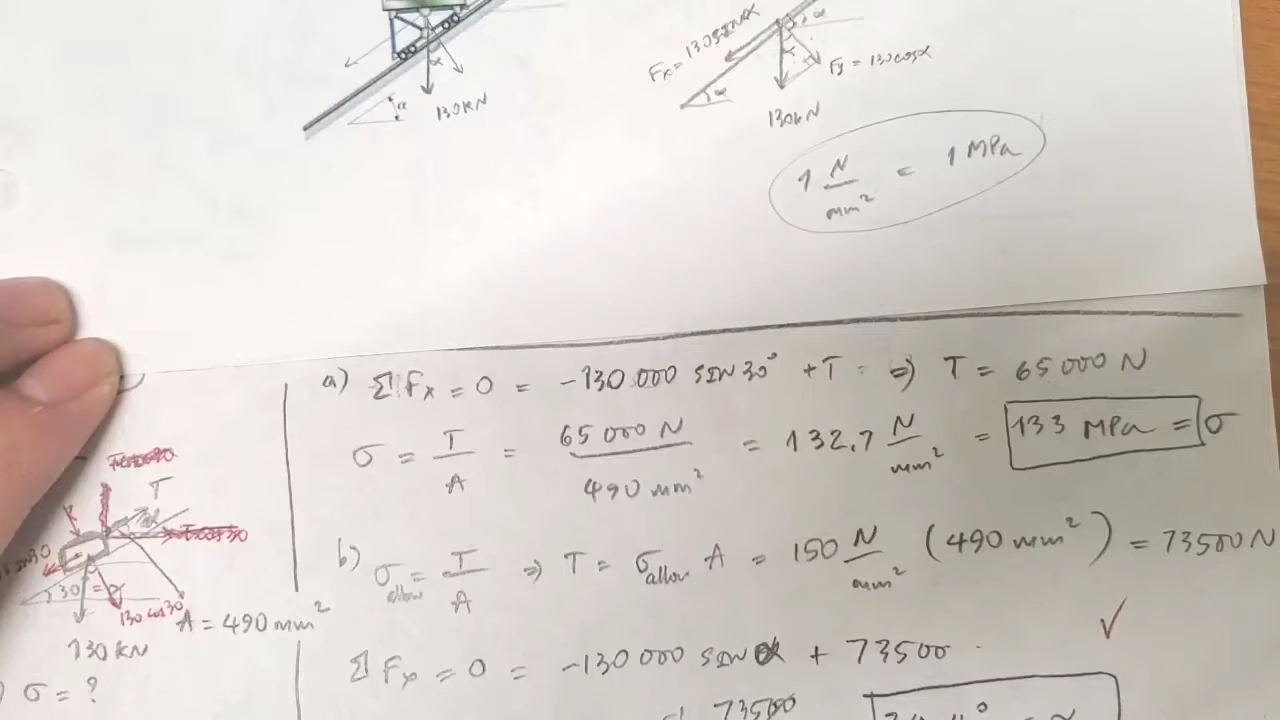 α
α
130kN
Fx = 130sinα
α
Fy = 130cosα
α
130kN
1 N/mm² = 1 MPa
a) ΣFx = 0 = -130 000 SIN 30° + T ⇒ T = 65 000 N
σ = T/A = 65 000 N / 490 mm² = 132.7 N/mm² = 133 MPa = σ
b) σallow = T/A ⇒ T = σallow A = 150 N/mm² (490 mm²) = 73500 N
ΣFx = 0 = -130 000 SIN α + 73500
73500
T
30 = α
130 cos30
A = 490 mm²
130 kN
σ = ?